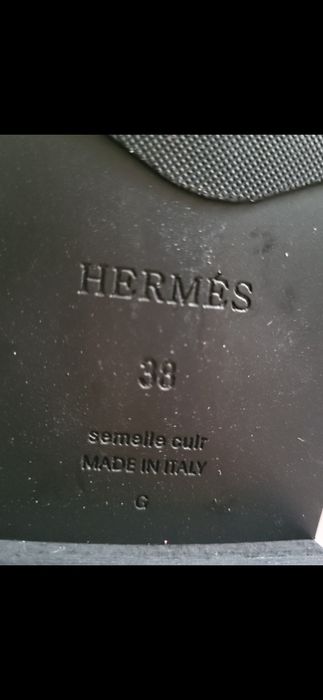 HERMÈS
38
semelle cuir
MADE IN ITALY
G